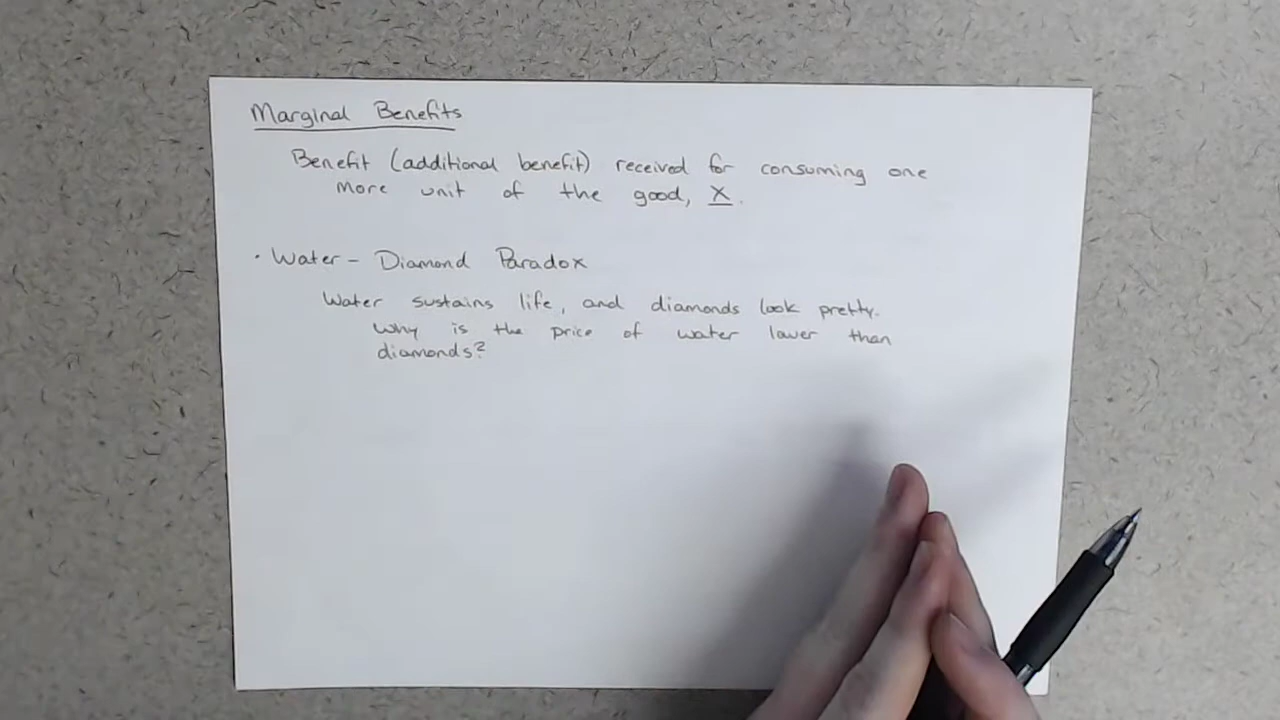 Marginal Benefits
Benefit (additional benefit) received for consuming one
more unit of the good, X.
• Water - Diamond Paradox
Water sustains life, and diamonds look pretty.
Why is the price of water lower than
diamonds?